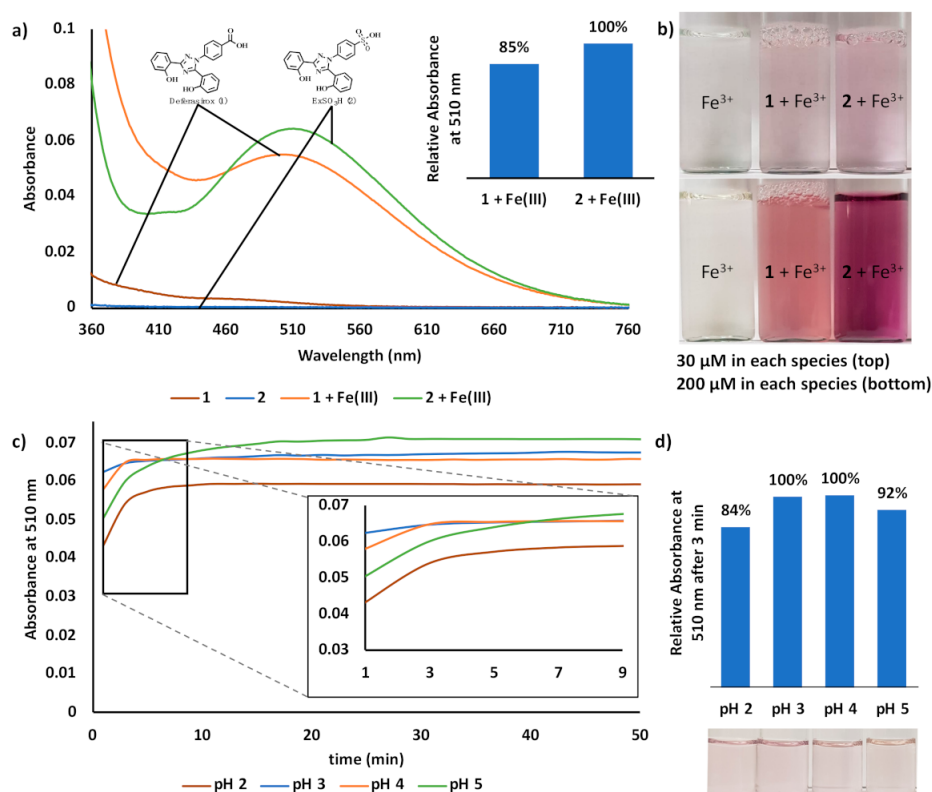 a)
Absorbance
0.1
0.08
0.06
0.04
0.02
0
360
410
460
510
560
610
660
710
760
Wavelength (nm)
O
OH
N
N
N
OH
HO
Deferasirox (1)
O
S
OH
O
N
N
N
OH
HO
ExSO3H (2)
1
2
1 + Fe(III)
2 + Fe(III)
Relative Absorbance
at 510 nm
85%
100%
1 + Fe(III)
2 + Fe(III)
b)
Fe3+
1 + Fe3+
2 + Fe3+
Fe3+
1 + Fe3+
2 + Fe3+
30 µM in each species (top)
200 µM in each species (bottom)
c)
Absorbance at 510 nm
0.07
0.06
0.05
0.04
0.03
0.02
0.01
0
0
10
20
30
40
50
time (min)
0.07
0.06
0.05
0.04
0.03
1
3
5
7
9
pH 2
pH 3
pH 4
pH 5
d)
Relative Absorbance at
510 nm after 3 min
84%
100%
100%
92%
pH 2
pH 3
pH 4
pH 5